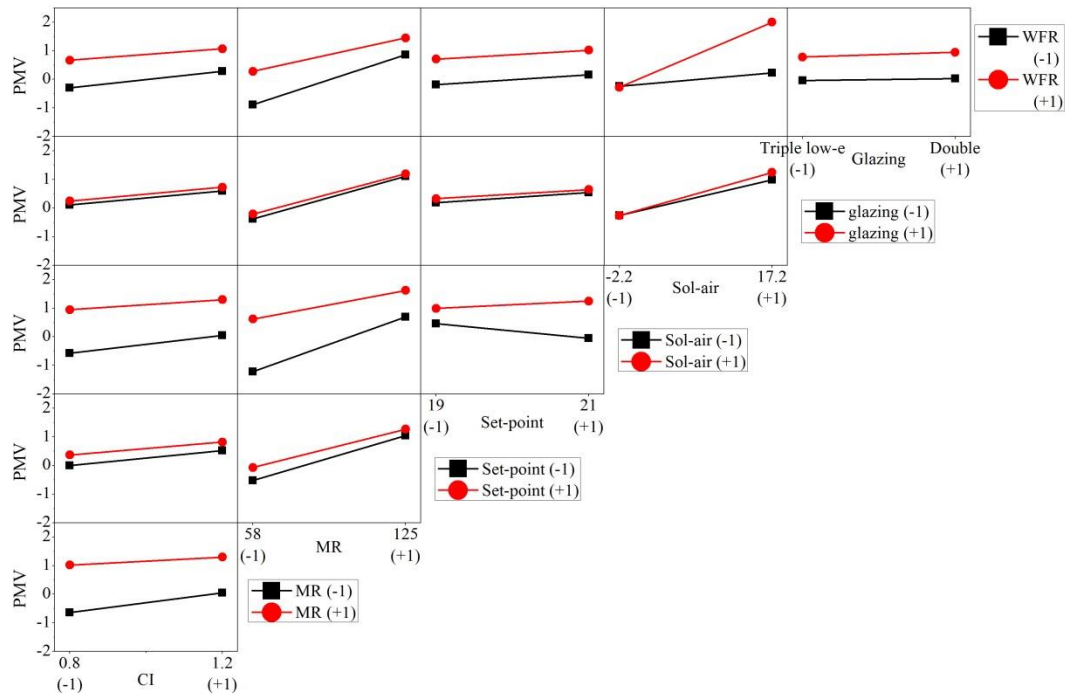 PMV
2
1
0
-1
-2
WFR
(-1)
WFR
(+1)
Triple low-e
(-1)
Glazing
Double
(+1)
PMV
2
1
0
-1
2
glazing (-1)
glazing (+1)
-2.2
(-1)
Sol-air
17.2
(+1)
PMV
2
1
0
-1
-2
Sol-air (-1)
Sol-air (+1)
19
(-1)
Set-point
21
(+1)
PMV
2
1
0
-1
2
Set-point (-1)
Set-point (+1)
58
(-1)
MR
125
(+1)
PMV
2
1
0
-1
-2
MR (-1)
MR (+1)
0.8
(-1)
CI
1.2
(+1)